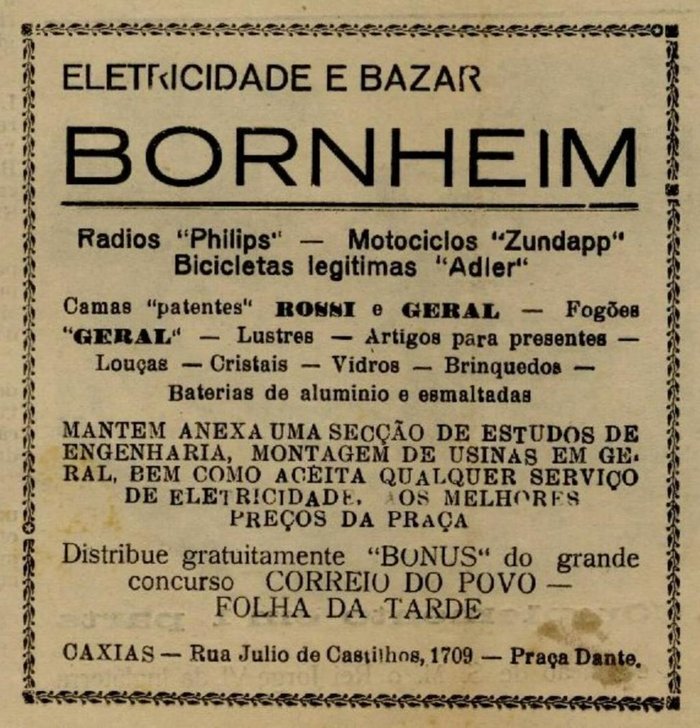 ELETRICIDADE E BAZAR
BORNHEIM
Radios "Philips" — Motociclos "Zundapp"
Bicicletas legitimas "Adler"
Camas "patentes" ROSSI e GERAL — Fogões
"GERAL" — Lustres — Artigos para presentes —
Louças — Cristais — Vidros — Brinquedos —
Baterias de aluminio e esmaltadas
MANTEM ANEXA UMA SECÇÃO DE ESTUDOS DE
ENGENHARIA, MONTAGEM DE USINAS EM GE-
RAL, BEM COMO ACEITA QUALQUER SERVIÇO
DE ELETRICIDADE, AOS MELHORES
PREÇOS DA PRAÇA
Distribue gratuitamente "BONUS" do grande
concurso CORREIO DO POVO —
FOLHA DA TARDE
CAXIAS — Rua Julio de Castilhos, 1709 — Praça Dante.